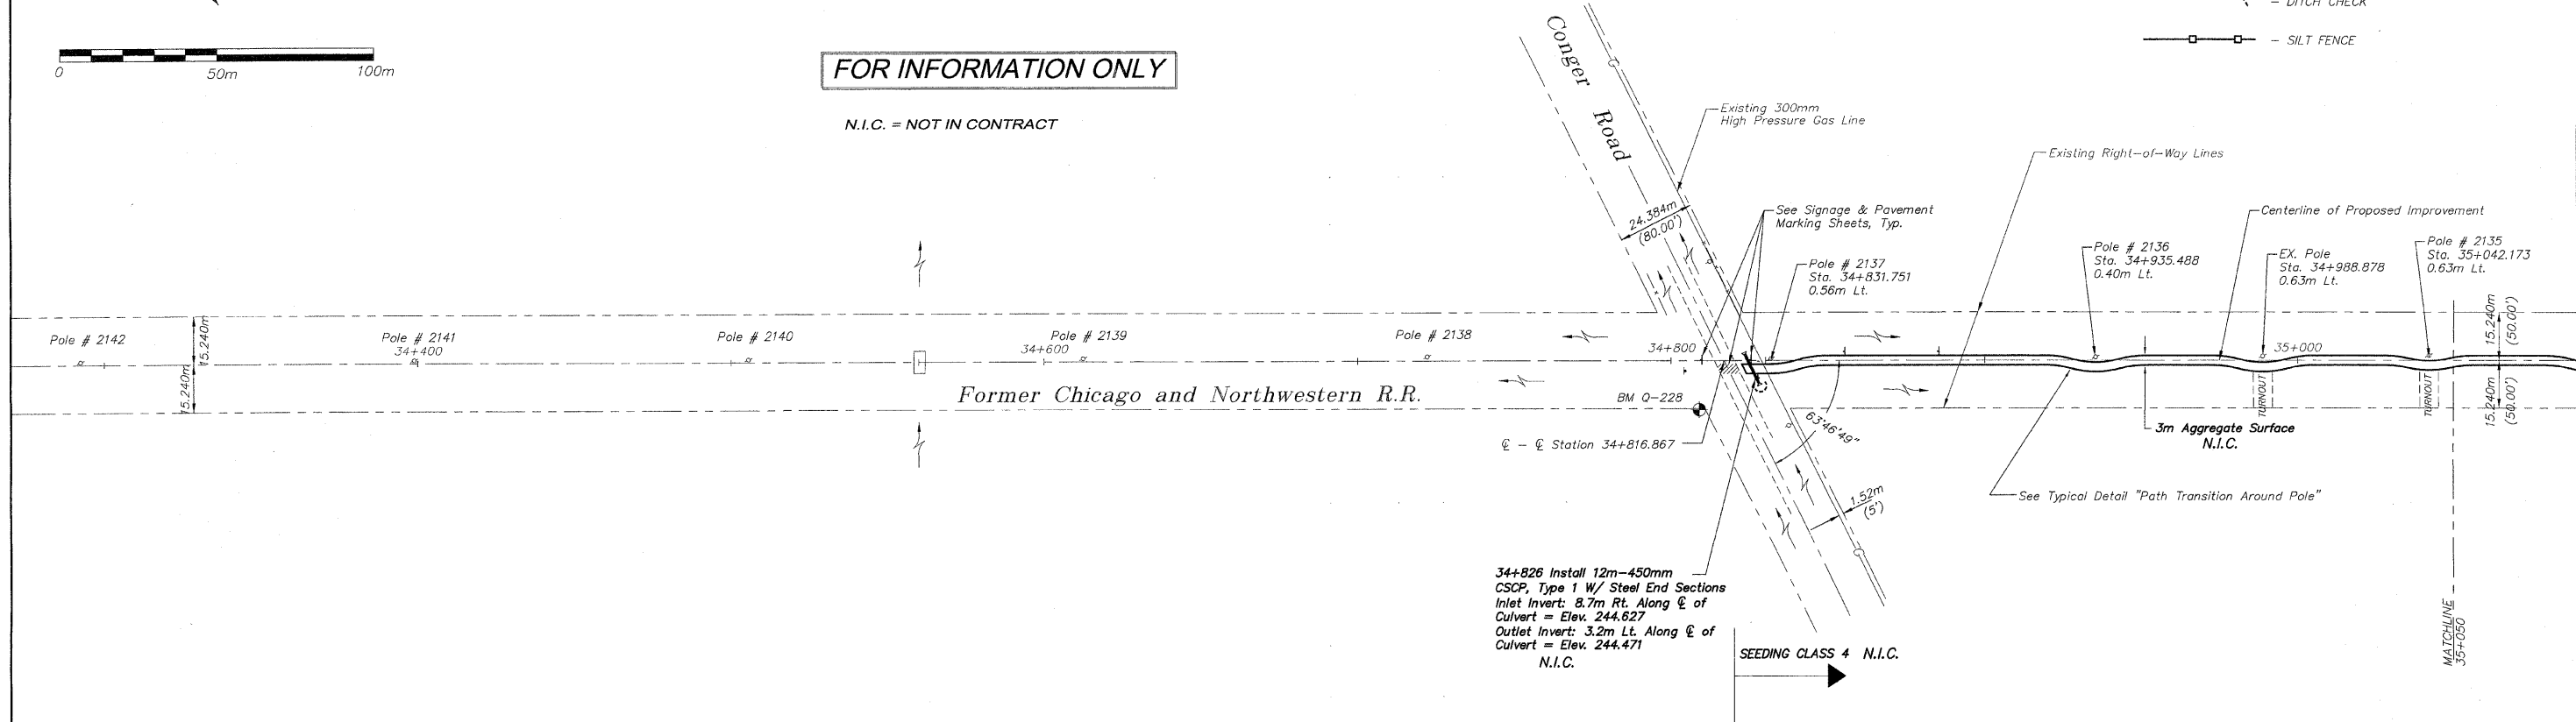 – DITCH CHECK
– SILT FENCE
0 50m 100m
FOR INFORMATION ONLY
N.I.C. = NOT IN CONTRACT
Conger Road
Existing 300mm
High Pressure Gas Line
Existing Right-of-Way Lines
24.384m
(80.00')
See Signage & Pavement
Marking Sheets, Typ.
Centerline of Proposed Improvement
Pole # 2137
Sta. 34+831.751
0.56m Lt.
Pole # 2136
Sta. 34+935.488
0.40m Lt.
EX. Pole
Sta. 34+988.878
0.63m Lt.
Pole # 2135
Sta. 35+042.173
0.63m Lt.
Pole # 2142
15.240m
15.240m
Pole # 2141
34+400
Pole # 2140
34+600
Pole # 2139
Pole # 2138
34+800
35+000
15.240m
(50.00')
15.240m
(50.00')
TURNOUT
TURNOUT
Former Chicago and Northwestern R.R.
BM Q-228
℄ – ℄ Station 34+816.867
63°46'49"
3m Aggregate Surface
N.I.C.
See Typical Detail "Path Transition Around Pole"
1.52m
(5')
34+826 Install 12m-450mm
CSCP, Type 1 W/ Steel End Sections
Inlet Invert: 8.7m Rt. Along ℄ of
Culvert = Elev. 244.627
Outlet Invert: 3.2m Lt. Along ℄ of
Culvert = Elev. 244.471
N.I.C.
SEEDING CLASS 4 N.I.C.
MATCHLINE
35+050